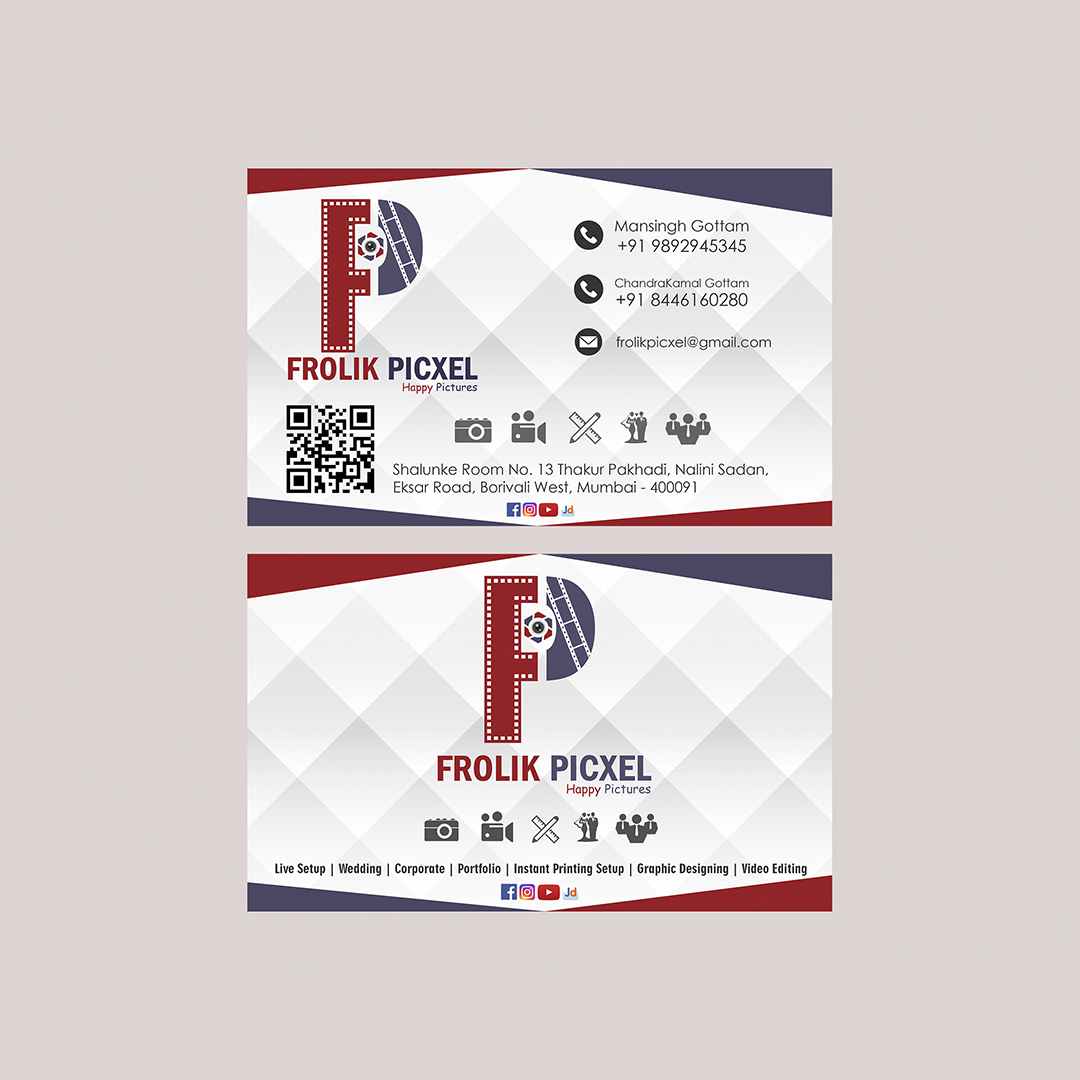 FP
FROLIK PICXEL
Happy Pictures
Mansingh Gottam
+91 9892945345
ChandraKamal Gottam
+91 8446160280
frolikpicxel@gmail.com
Shalunke Room No. 13 Thakur Pakhadi, Nalini Sadan,
Eksar Road, Borivali West, Mumbai - 400091
Jd
FP
FROLIK PICXEL
Happy Pictures
Live Setup | Wedding | Corporate | Portfolio | Instant Printing Setup | Graphic Designing | Video Editing
Jd